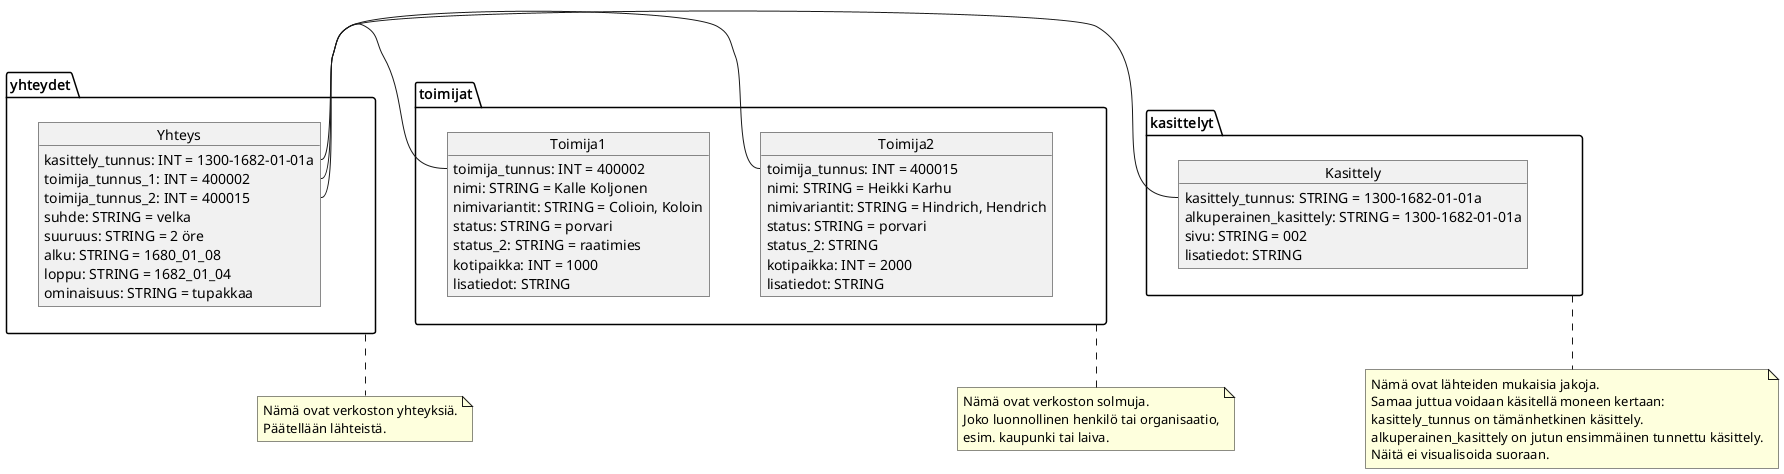 yhteydet
Yhteys
kasittely_tunnus: INT = 1300-1682-01-01a
toimija_tunnus_1: INT = 400002
toimija_tunnus_2: INT = 400015
suhde: STRING = velka
suuruus: STRING = 2 öre
alku: STRING = 1680_01_08
loppu: STRING = 1682_01_04
ominaisuus: STRING = tupakkaa
toimijat
Toimija1
toimija_tunnus: INT = 400002
nimi: STRING = Kalle Koljonen
nimivariantit: STRING = Colioin, Koloin
status: STRING = porvari
status_2: STRING = raatimies
kotipaikka: INT = 1000
lisatiedot: STRING
Toimija2
toimija_tunnus: INT = 400015
nimi: STRING = Heikki Karhu
nimivariantit: STRING = Hindrich, Hendrich
status: STRING = porvari
status_2: STRING
kotipaikka: INT = 2000
lisatiedot: STRING
kasittelyt
Kasittely
kasittely_tunnus: STRING = 1300-1682-01-01a
alkuperainen_kasittely: STRING = 1300-1682-01-01a
sivu: STRING = 002
lisatiedot: STRING
Nämä ovat verkoston yhteyksiä.
Päätellään lähteistä.
Nämä ovat verkoston solmuja.
Joko luonnollinen henkilö tai organisaatio,
esim. kaupunki tai laiva.
Nämä ovat lähteiden mukaisia jakoja.
Samaa juttua voidaan käsitellä moneen kertaan:
kasittely_tunnus on tämänhetkinen käsittely.
alkuperainen_kasittely on jutun ensimmäinen tunnettu käsittely.
Näitä ei visualisoida suoraan.